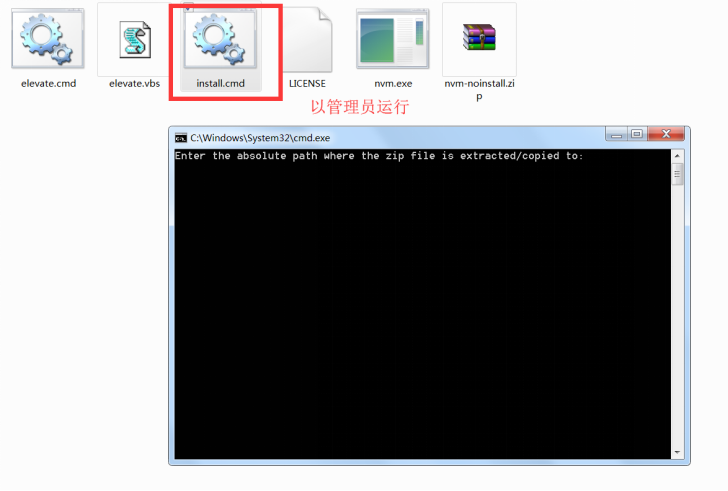 elevate.cmd
elevate.vbs
install.cmd
LICENSE
nvm.exe
nvm-noinstall.zi
p
以管理员运行
C:\Windows\System32\cmd.exe
Enter the absolute path where the zip file is extracted/copied to: